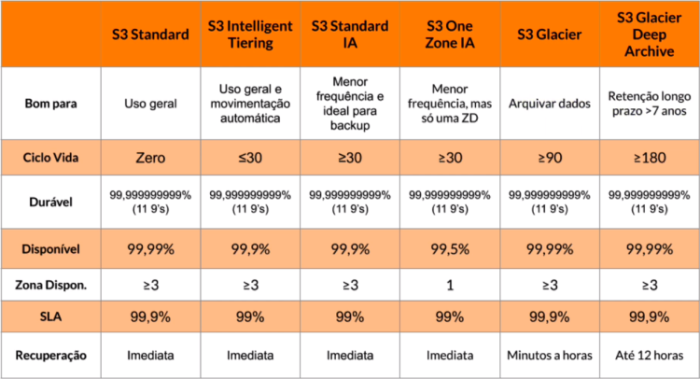 S3 Standard
S3 Intelligent
Tiering
S3 Standard
IA
S3 One
Zone IA
S3 Glacier
S3 Glacier
Deep
Archive
Bom para
Uso geral
Uso geral e
movimentação
automática
Menor
frequência e
ideal para
backup
Menor
frequência, mas
só uma ZD
Arquivar dados
Retenção longo
prazo >7 anos
Ciclo Vida
Zero
≤30
≥30
≥30
≥90
≥180
Durável
99,999999999%
(11 9's)
99,999999999%
(11 9's)
99,999999999%
(11 9's)
99,999999999%
(11 9's)
99,999999999%
(11 9's)
99,999999999%
(11 9's)
Disponível
99,99%
99,9%
99,9%
99,5%
99,99%
99,99%
Zona Dispon.
≥3
≥3
≥3
1
≥3
≥3
SLA
99,9%
99%
99%
99%
99,9%
99,9%
Recuperação
Imediata
Imediata
Imediata
Imediata
Minutos a horas
Até 12 horas